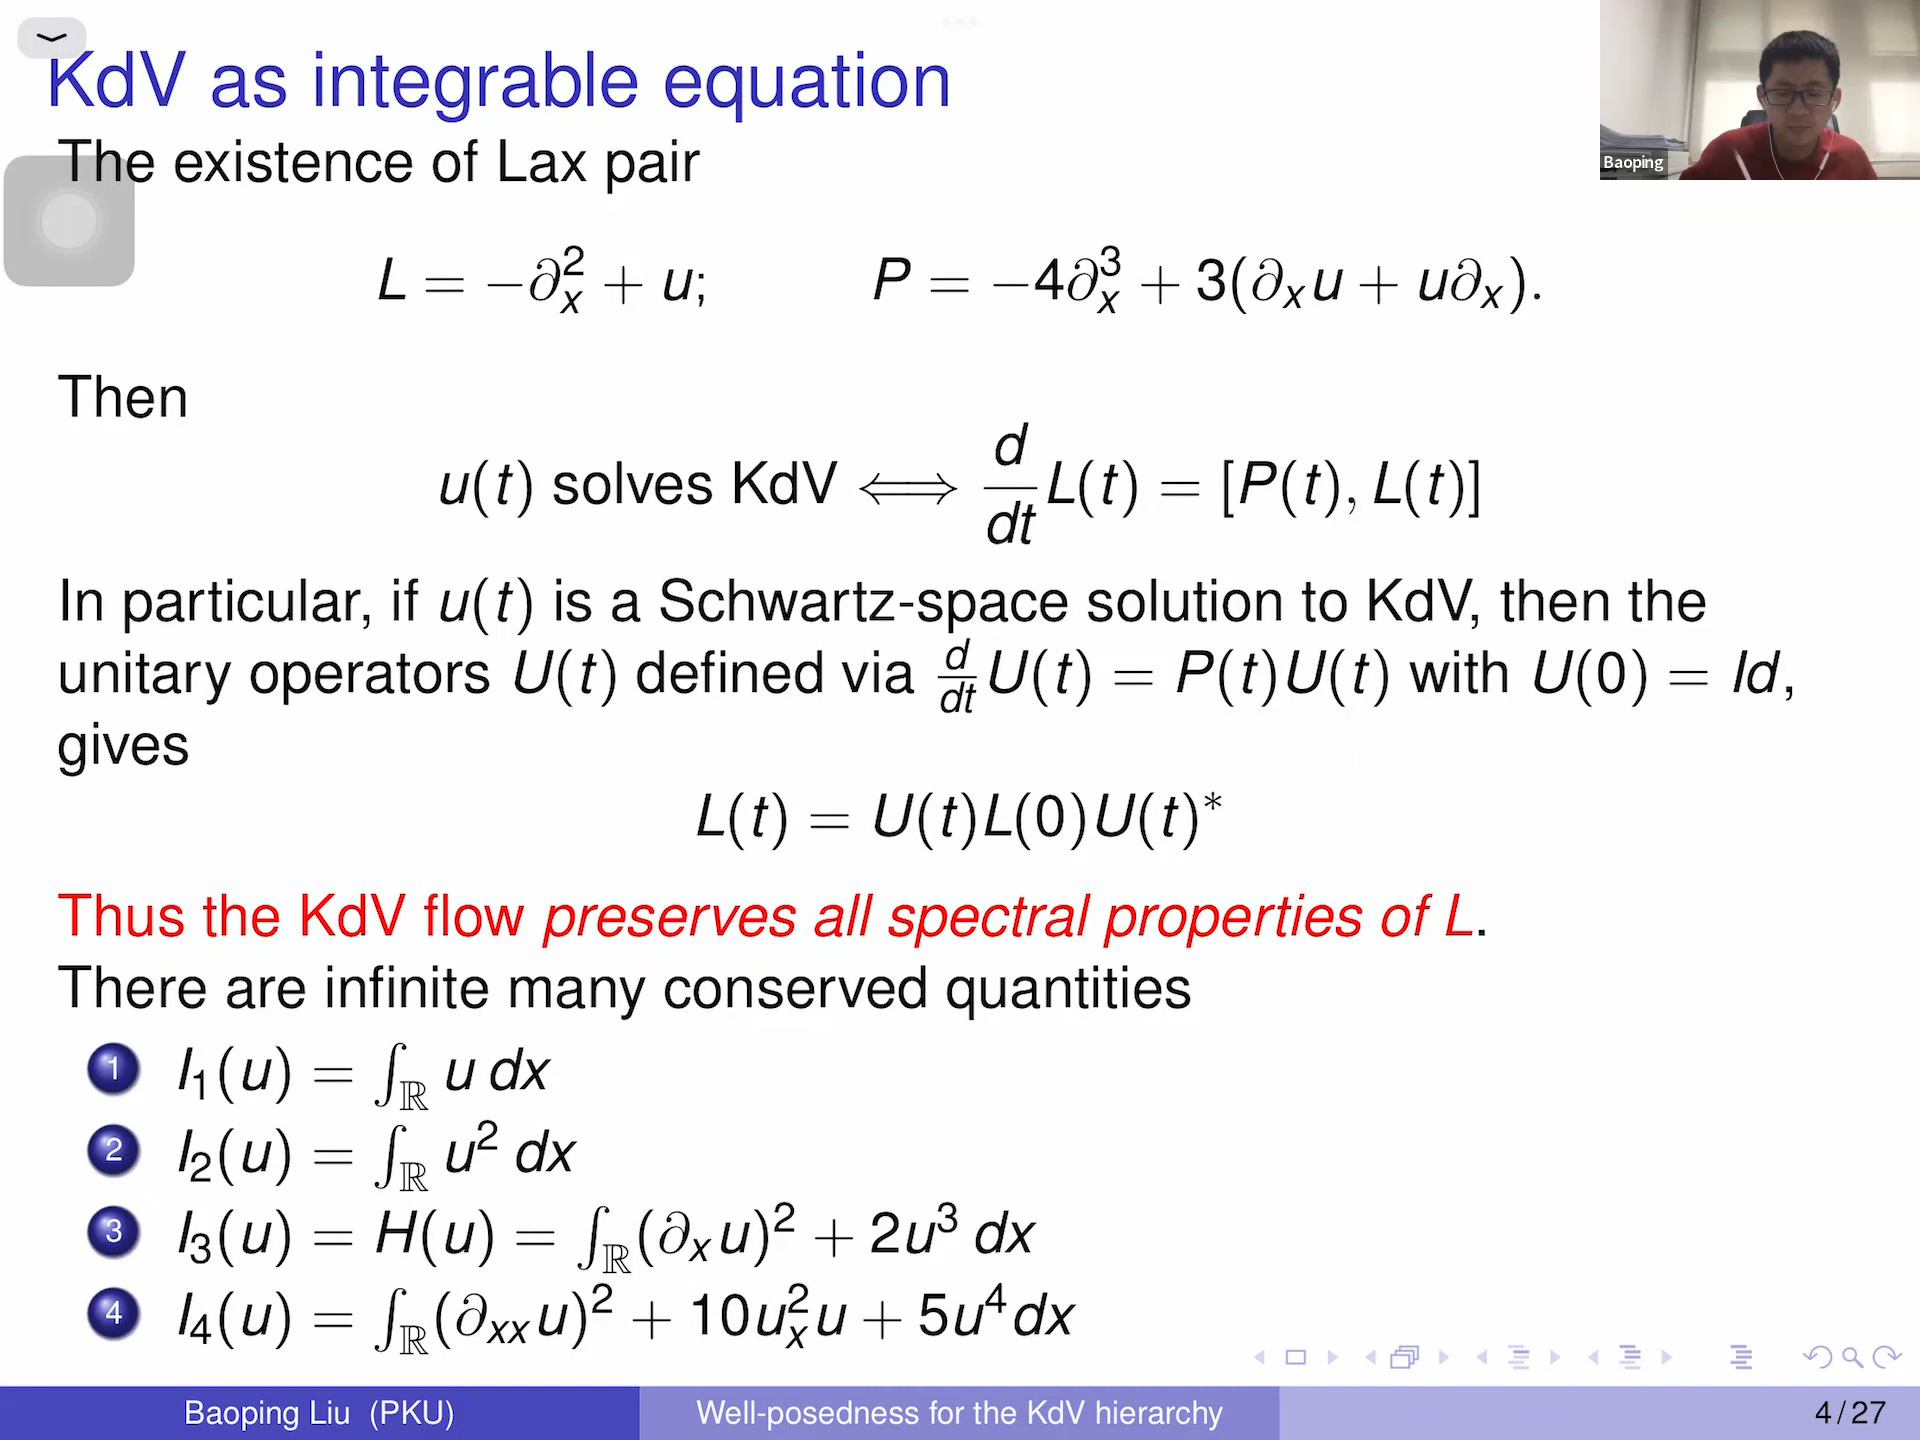 KdV as integrable equation
Baoping
The existence of Lax pair
L = −∂²ₓ + u;  P = −4∂³ₓ + 3(∂ₓu + u∂ₓ).
Then
u(t) solves KdV ⟺ d/dt L(t) = [P(t), L(t)]
In particular, if u(t) is a Schwartz-space solution to KdV, then the
unitary operators U(t) defined via d/dt U(t) = P(t)U(t) with U(0) = Id,
gives
L(t) = U(t)L(0)U(t)*
Thus the KdV flow preserves all spectral properties of L.
There are infinite many conserved quantities
1 I₁(u) = ∫_ℝ u dx
2 I₂(u) = ∫_ℝ u² dx
3 I₃(u) = H(u) = ∫_ℝ (∂ₓu)² + 2u³ dx
4 I₄(u) = ∫_ℝ (∂ₓₓu)² + 10u²ₓu + 5u⁴dx
Baoping Liu (PKU) Well-posedness for the KdV hierarchy 4 / 27